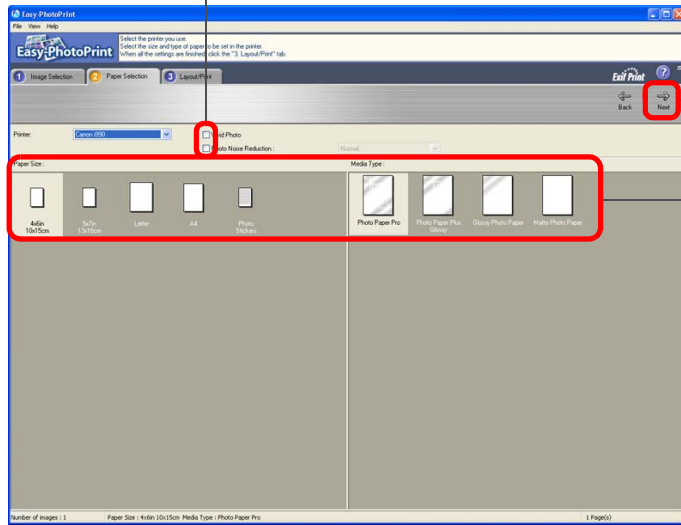 Easy-PhotoPrint
File View Help
Easy-PhotoPrint
Select the printer you use.
Select the size and type of paper to be set in the printer.
When all the settings are finished, click the "3. Layout/Print" tab.
1 Image Selection 2 Paper Selection 3 Layout/Print
Exif Print ?
Back Next
Printer: Canon i990 Vivid Photo
Photo Noise Reduction : Normal
Paper Size : Media Type :
4x6in 10x15cm
5x7in 13x18cm
Letter
A4
Photo Stickers
Photo Paper Pro
Photo Paper Plus Glossy
Glossy Photo Paper
Matte Photo Paper
Number of images : 1 Paper Size : 4x6in 10x15cm Media Type : Photo Paper Pro 1 Page(s)